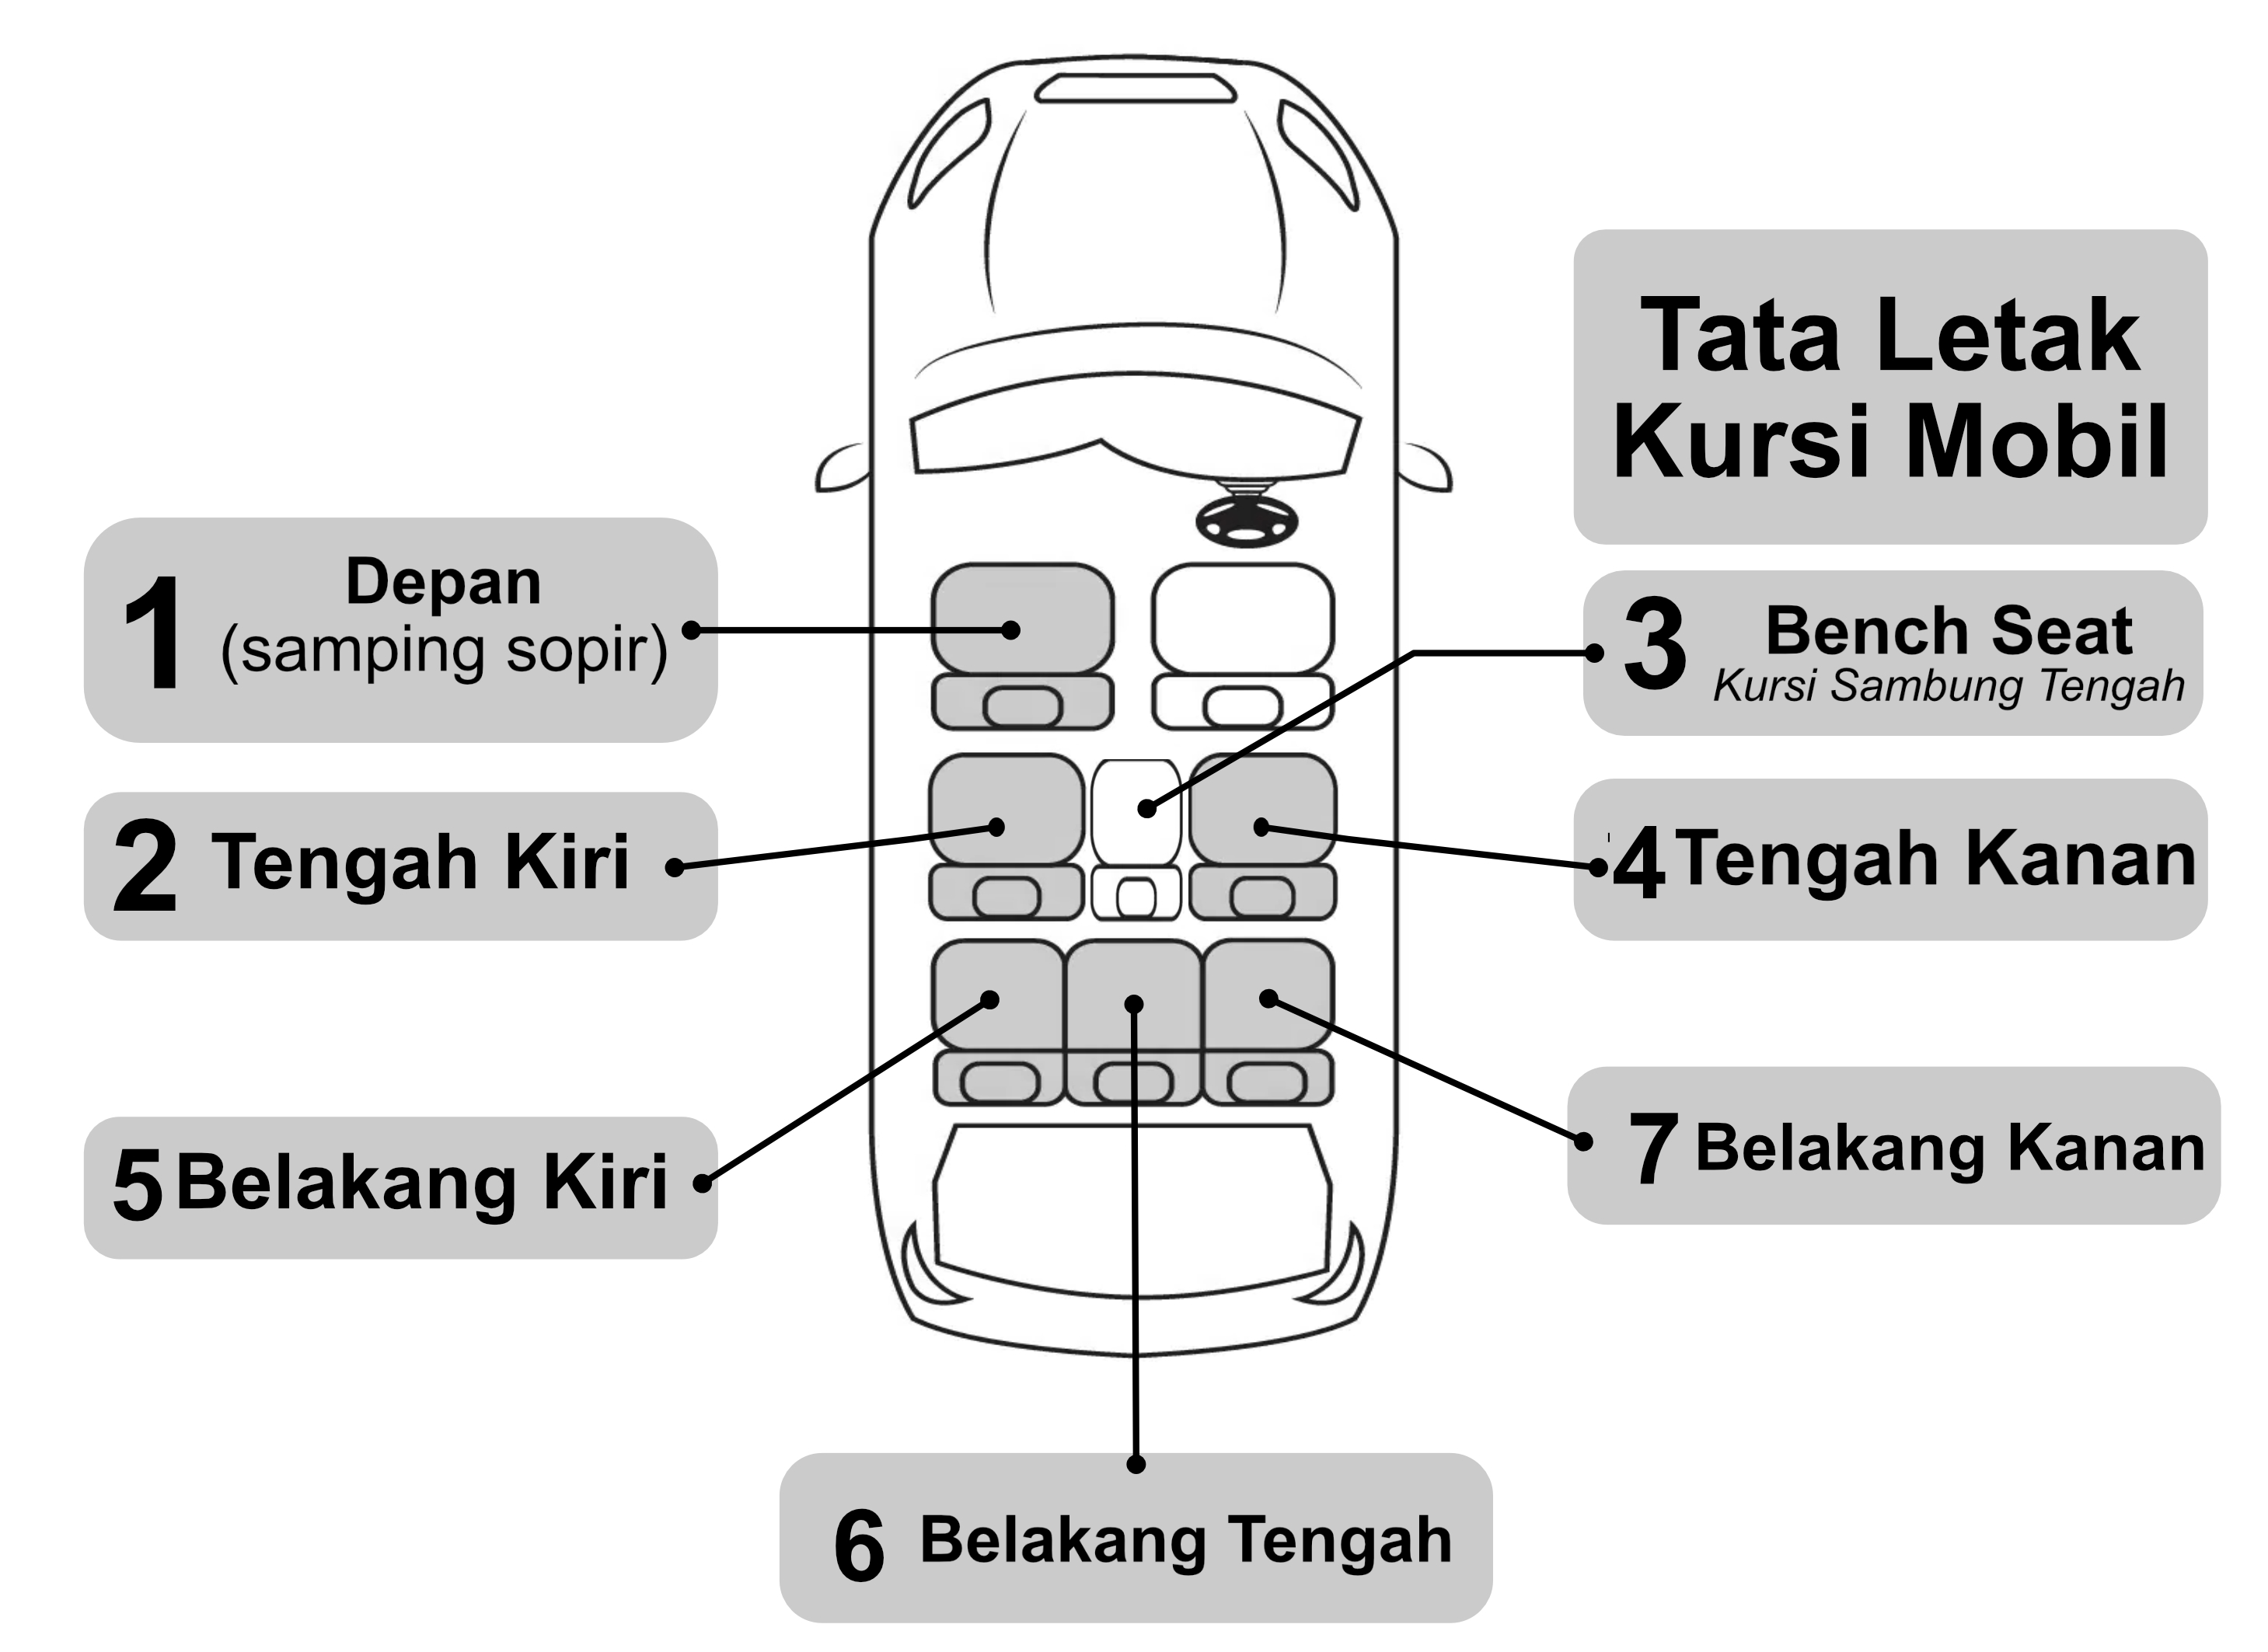 Tata Letak
Kursi Mobil
1 Depan
(samping sopir)
2 Tengah Kiri
3 Bench Seat
Kursi Sambung Tengah
4 Tengah Kanan
5 Belakang Kiri
6 Belakang Tengah
7 Belakang Kanan